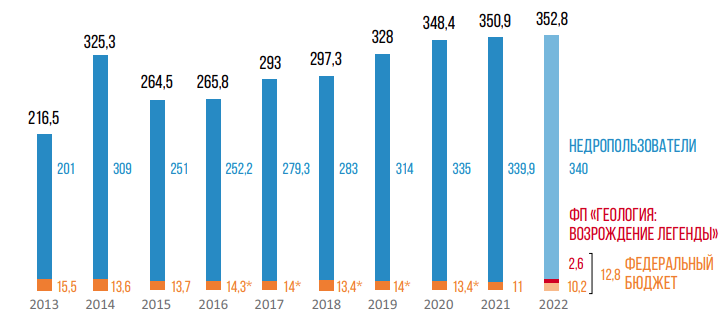 216,5
325,3
264,5
265,8
293
297,3
328
348,4
350,9
352,8
НЕДРОПОЛЬЗОВАТЕЛИ
201 309 251 252,2 279,3 283 314 335 339,9 340
ФП «ГЕОЛОГИЯ:
ВОЗРОЖДЕНИЕ ЛЕГЕНДЫ»
2,6
12,8 ФЕДЕРАЛЬНЫЙ
БЮДЖЕТ
15,5 13,6 13,7 14,3* 14* 13,4* 14* 13,4* 11 10,2
2013 2014 2015 2016 2017 2018 2019 2020 2021 2022